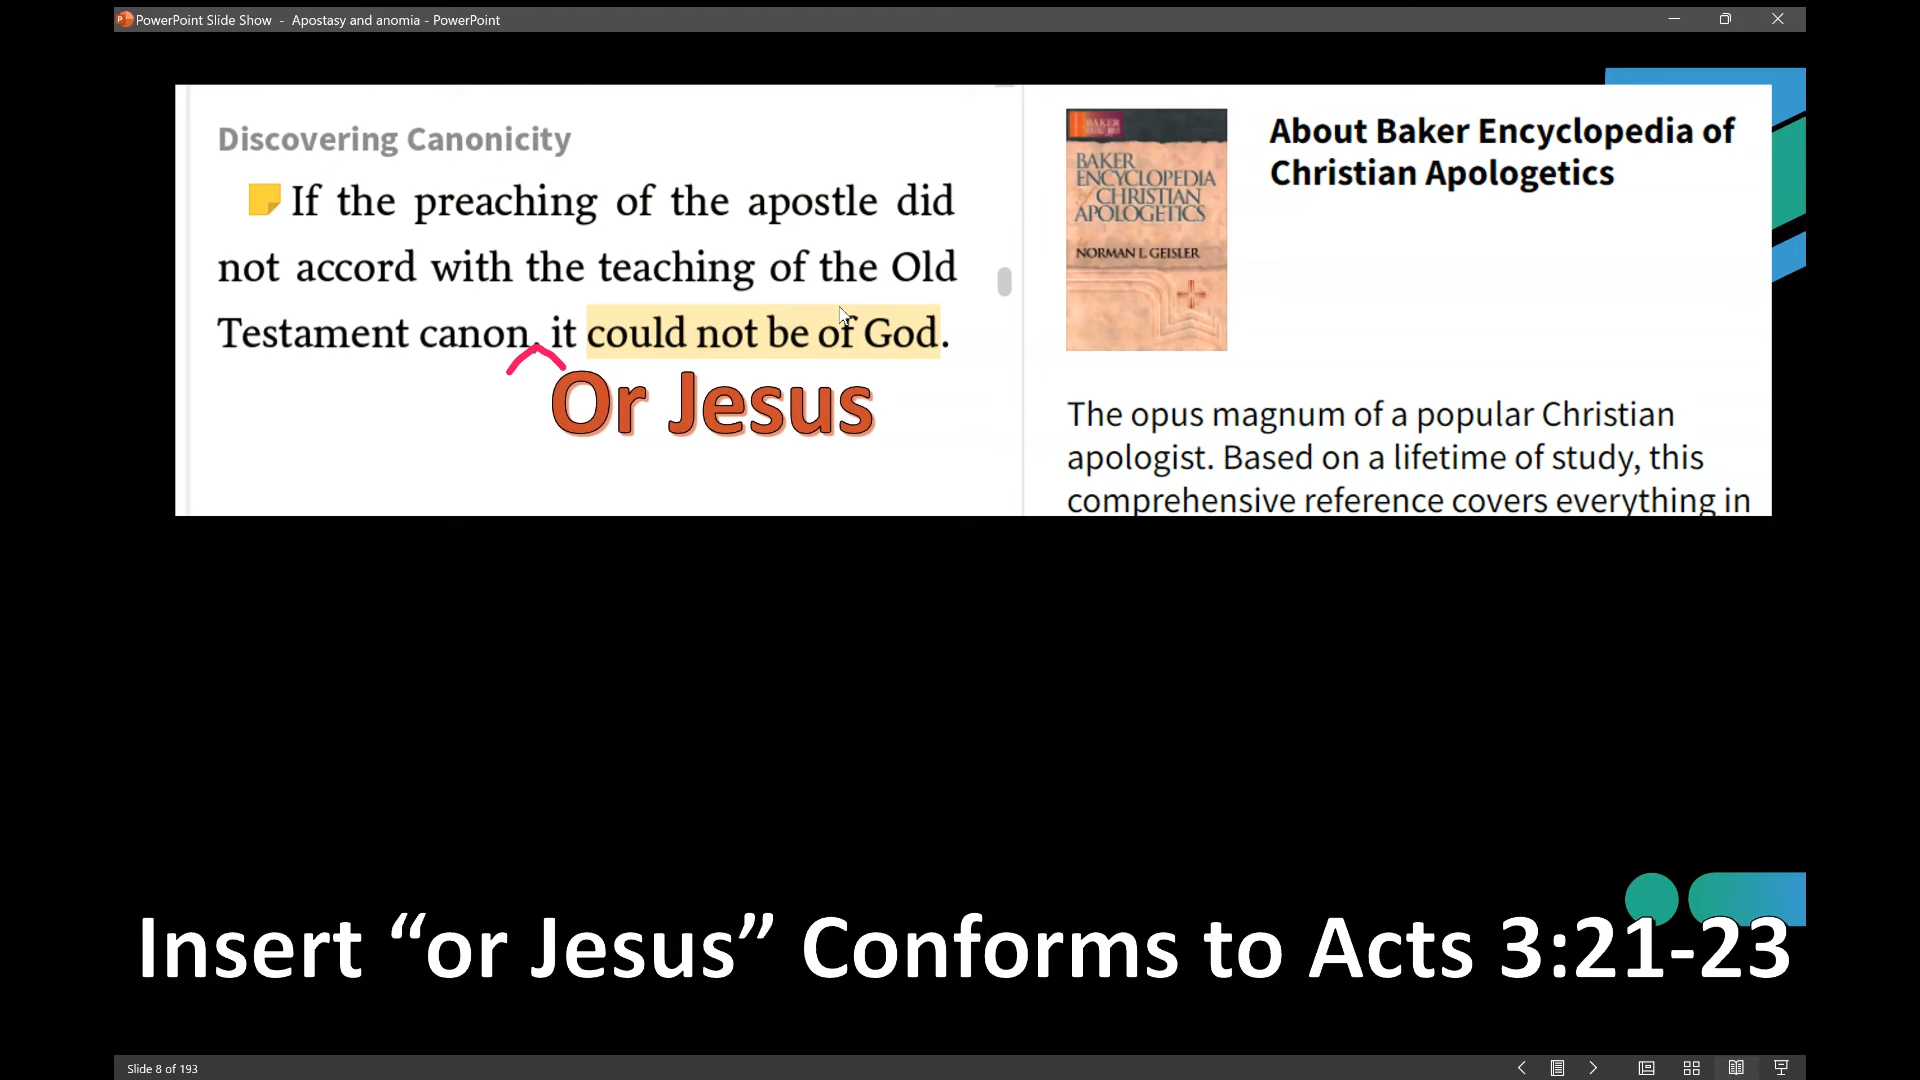 PowerPoint Slide Show - Apostasy and anomia - PowerPoint
Discovering Canonicity
If the preaching of the apostle did
not accord with the teaching of the Old
Testament canon, it could not be of God.
Or Jesus
BAKER
BAKER
ENCYCLOPEDIA
of CHRISTIAN
APOLOGETICS
NORMAN L. GEISLER
About Baker Encyclopedia of
Christian Apologetics
The opus magnum of a popular Christian
apologist. Based on a lifetime of study, this
comprehensive reference covers everything in
Insert “or Jesus” Conforms to Acts 3:21-23
Slide 8 of 193